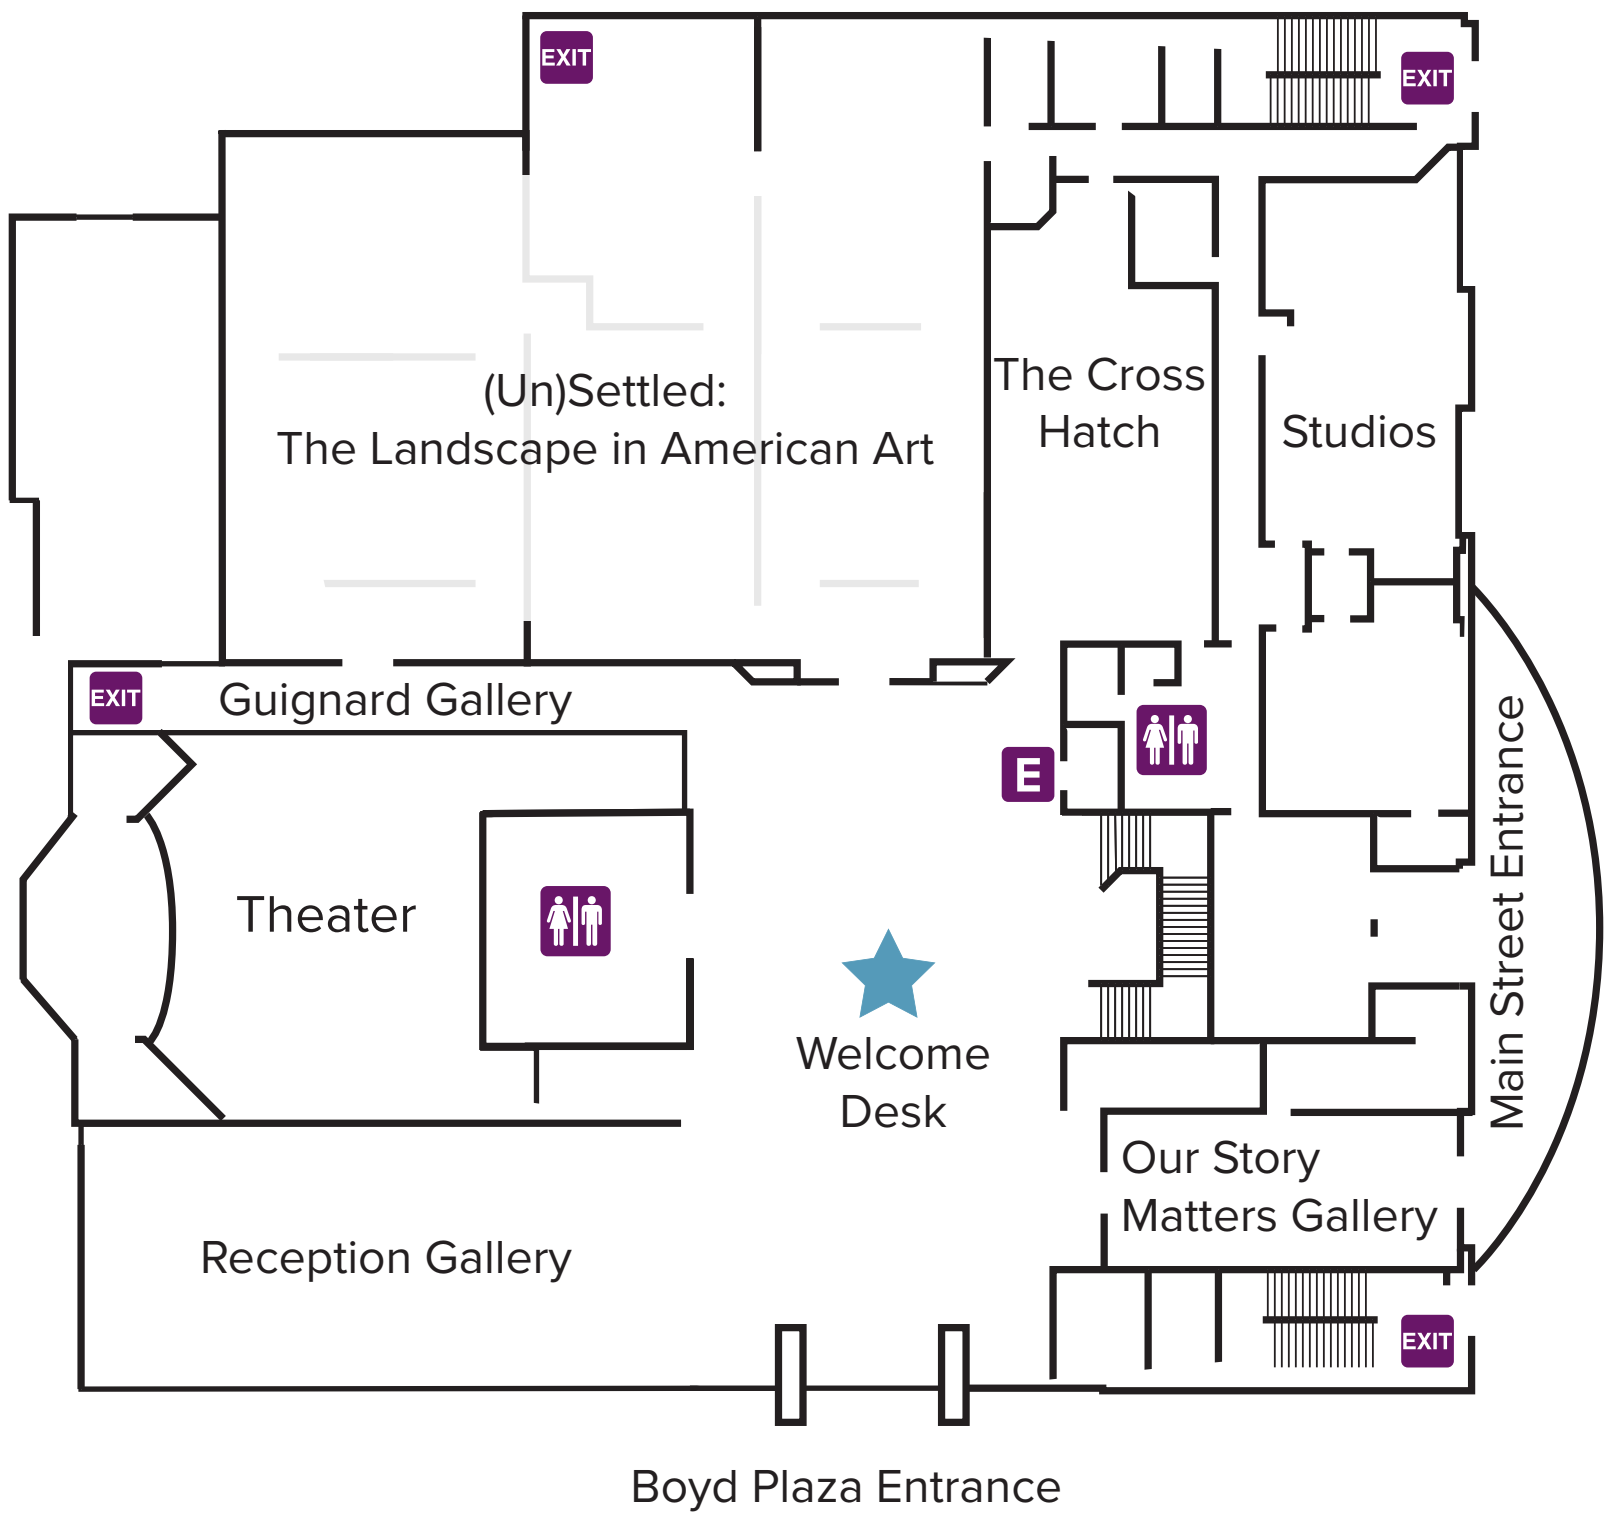 EXIT
EXIT
(Un)Settled:
The Landscape in American Art
The Cross
Hatch
Studios
EXIT
Guignard Gallery
E
Main Street Entrance
Theater
Welcome
Desk
Our Story
Matters Gallery
Reception Gallery
EXIT
Boyd Plaza Entrance